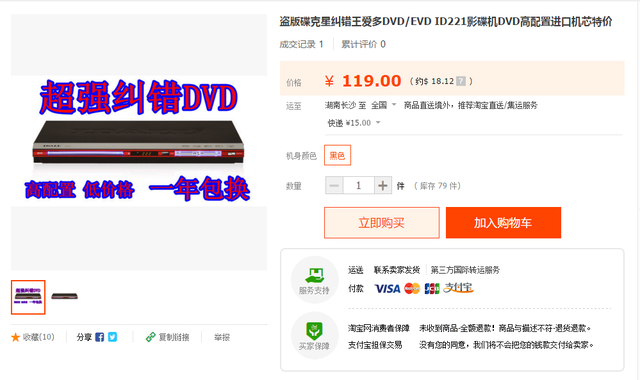 盗版碟克星纠错王爱多DVD/EVD ID221影碟机DVD高配置进口机芯特价
成交记录 1 累计评价 0
价格 ¥ 119.00 ( 约$ 18.12 ? )
运至 湖南长沙 至 全国 商品直送境外，推荐淘宝直送/集运服务
快递 ¥15.00
机身颜色 黑色
数量 － 1 + 件 ( 库存 79 件)
立即购买 加入购物车
超强纠错DVD
高配置 低价格 一年包换
服务支持
运送 联系卖家发货 第三方国际转运服务
付款 VISA MasterCard JCB 支付宝
买家保障
淘宝网消费者保障 未收到商品-全额退款！商品与描述不符-退货退款。
支付宝担保交易 没有您的同意，我们将不会把您的钱款交付给卖家。
超强纠错DVD
收藏(10) 分享 复制链接 举报